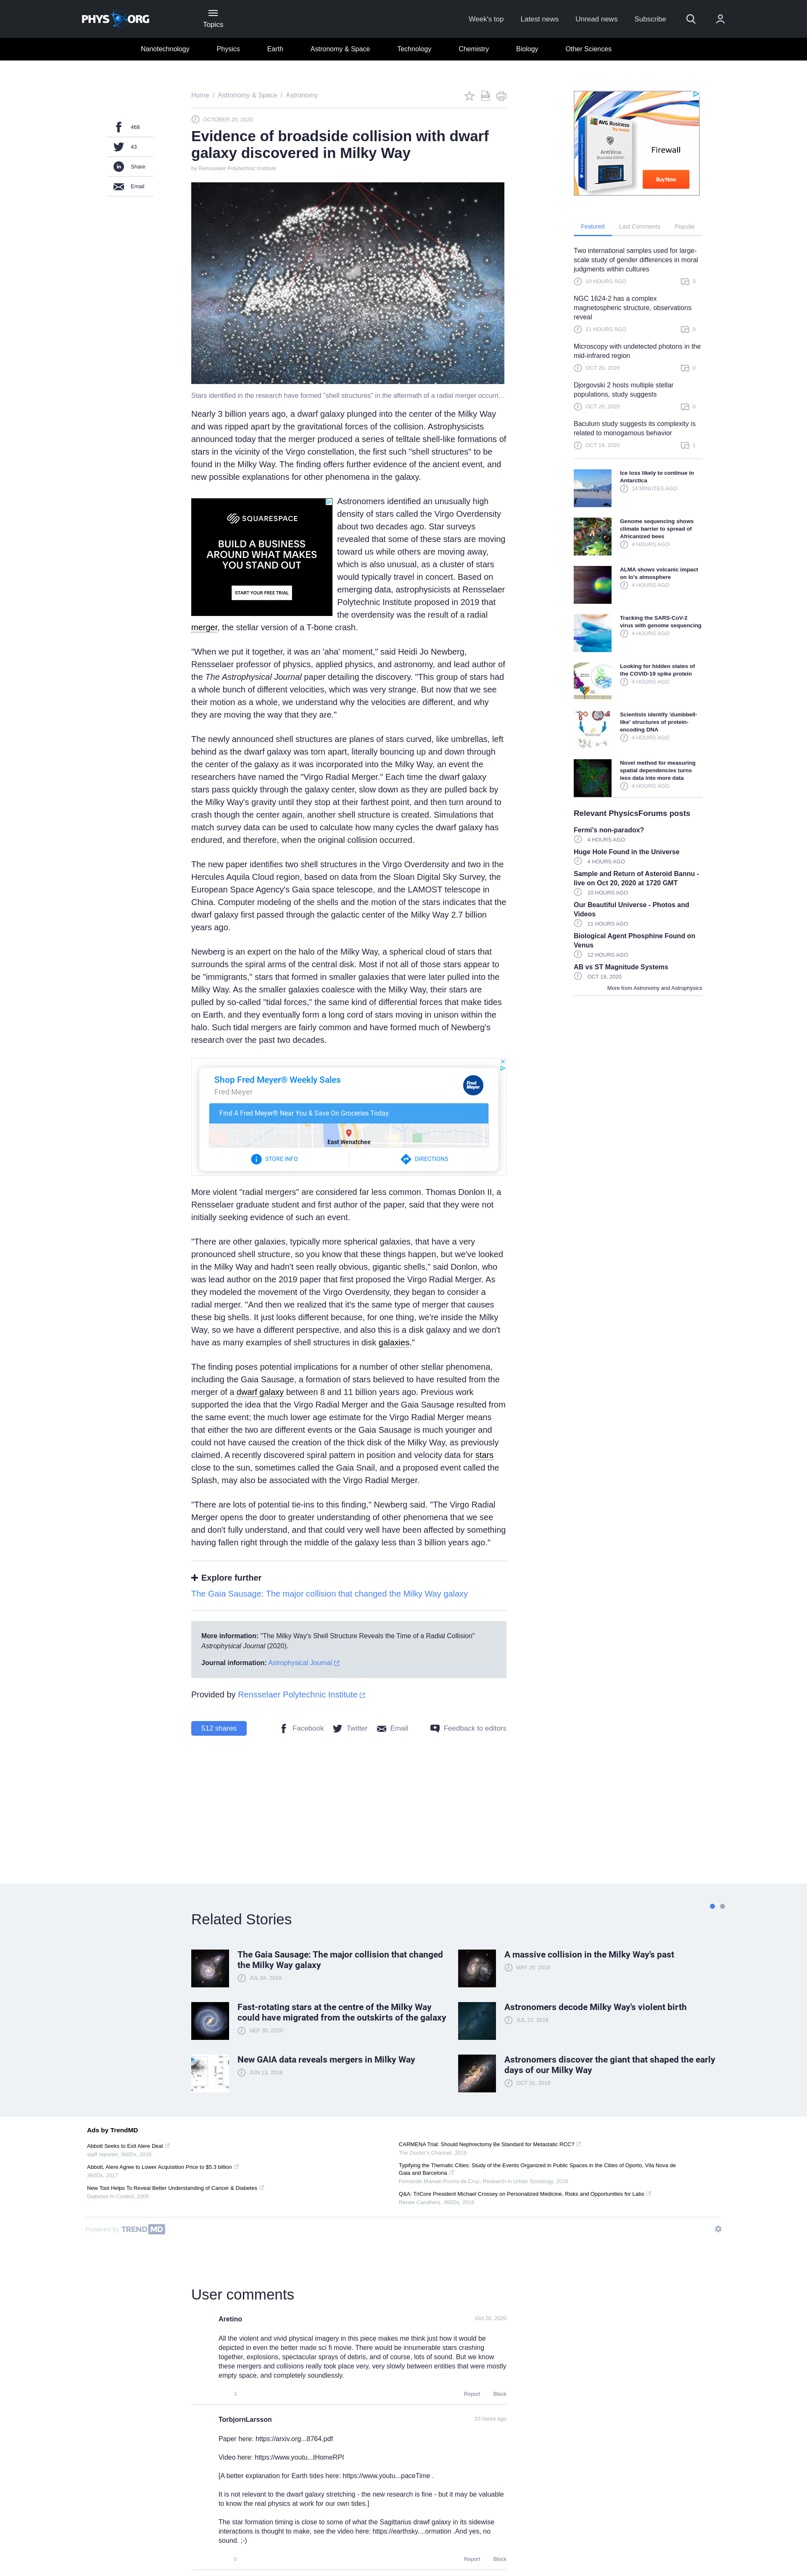 PHYS ORG
Topics
Week's top
Latest news
Unread news
Subscribe
Nanotechnology
Physics
Earth
Astronomy & Space
Technology
Chemistry
Biology
Other Sciences
468
43
Share
Email
Home / Astronomy & Space / Astronomy
OCTOBER 20, 2020
Evidence of broadside collision with dwarf
galaxy discovered in Milky Way
by Rensselaer Polytechnic Institute
Stars identified in the research have formed "shell structures" in the aftermath of a radial merger occurri…
Nearly 3 billion years ago, a dwarf galaxy plunged into the center of the Milky Way
and was ripped apart by the gravitational forces of the collision. Astrophysicists
announced today that the merger produced a series of telltale shell-like formations of
stars in the vicinity of the Virgo constellation, the first such "shell structures" to be
found in the Milky Way. The finding offers further evidence of the ancient event, and
new possible explanations for other phenomena in the galaxy.
SQUARESPACE
BUILD A BUSINESS
AROUND WHAT MAKES
YOU STAND OUT
START YOUR FREE TRIAL
Astronomers identified an unusually high
density of stars called the Virgo Overdensity
about two decades ago. Star surveys
revealed that some of these stars are moving
toward us while others are moving away,
which is also unusual, as a cluster of stars
would typically travel in concert. Based on
emerging data, astrophysicists at Rensselaer
Polytechnic Institute proposed in 2019 that
the overdensity was the result of a radial
merger, the stellar version of a T-bone crash.
"When we put it together, it was an 'aha' moment," said Heidi Jo Newberg,
Rensselaer professor of physics, applied physics, and astronomy, and lead author of
the The Astrophysical Journal paper detailing the discovery. "This group of stars had
a whole bunch of different velocities, which was very strange. But now that we see
their motion as a whole, we understand why the velocities are different, and why
they are moving the way that they are."
The newly announced shell structures are planes of stars curved, like umbrellas, left
behind as the dwarf galaxy was torn apart, literally bouncing up and down through
the center of the galaxy as it was incorporated into the Milky Way, an event the
researchers have named the "Virgo Radial Merger." Each time the dwarf galaxy
stars pass quickly through the galaxy center, slow down as they are pulled back by
the Milky Way's gravity until they stop at their farthest point, and then turn around to
crash through the center again, another shell structure is created. Simulations that
match survey data can be used to calculate how many cycles the dwarf galaxy has
endured, and therefore, when the original collision occurred.
The new paper identifies two shell structures in the Virgo Overdensity and two in the
Hercules Aquila Cloud region, based on data from the Sloan Digital Sky Survey, the
European Space Agency's Gaia space telescope, and the LAMOST telescope in
China. Computer modeling of the shells and the motion of the stars indicates that the
dwarf galaxy first passed through the galactic center of the Milky Way 2.7 billion
years ago.
Newberg is an expert on the halo of the Milky Way, a spherical cloud of stars that
surrounds the spiral arms of the central disk. Most if not all of those stars appear to
be "immigrants," stars that formed in smaller galaxies that were later pulled into the
Milky Way. As the smaller galaxies coalesce with the Milky Way, their stars are
pulled by so-called "tidal forces," the same kind of differential forces that make tides
on Earth, and they eventually form a long cord of stars moving in unison within the
halo. Such tidal mergers are fairly common and have formed much of Newberg's
research over the past two decades.
Shop Fred Meyer® Weekly Sales
Fred Meyer
Fred Meyer
Find A Fred Meyer® Near You & Save On Groceries Today.
East Wenatchee
STORE INFO
DIRECTIONS
More violent "radial mergers" are considered far less common. Thomas Donlon II, a
Rensselaer graduate student and first author of the paper, said that they were not
initially seeking evidence of such an event.
"There are other galaxies, typically more spherical galaxies, that have a very
pronounced shell structure, so you know that these things happen, but we've looked
in the Milky Way and hadn't seen really obvious, gigantic shells," said Donlon, who
was lead author on the 2019 paper that first proposed the Virgo Radial Merger. As
they modeled the movement of the Virgo Overdensity, they began to consider a
radial merger. "And then we realized that it's the same type of merger that causes
these big shells. It just looks different because, for one thing, we're inside the Milky
Way, so we have a different perspective, and also this is a disk galaxy and we don't
have as many examples of shell structures in disk galaxies."
The finding poses potential implications for a number of other stellar phenomena,
including the Gaia Sausage, a formation of stars believed to have resulted from the
merger of a dwarf galaxy between 8 and 11 billion years ago. Previous work
supported the idea that the Virgo Radial Merger and the Gaia Sausage resulted from
the same event; the much lower age estimate for the Virgo Radial Merger means
that either the two are different events or the Gaia Sausage is much younger and
could not have caused the creation of the thick disk of the Milky Way, as previously
claimed. A recently discovered spiral pattern in position and velocity data for stars
close to the sun, sometimes called the Gaia Snail, and a proposed event called the
Splash, may also be associated with the Virgo Radial Merger.
"There are lots of potential tie-ins to this finding," Newberg said. "The Virgo Radial
Merger opens the door to greater understanding of other phenomena that we see
and don't fully understand, and that could very well have been affected by something
having fallen right through the middle of the galaxy less than 3 billion years ago."
Explore further
The Gaia Sausage: The major collision that changed the Milky Way galaxy
More information: "The Milky Way's Shell Structure Reveals the Time of a Radial Collision"
Astrophysical Journal (2020).
Journal information: Astrophysical Journal
Provided by Rensselaer Polytechnic Institute
512 shares
Facebook
Twitter
Email
Feedback to editors
AVG Business
AntiVirus
Business Edition
Firewall
Buy Now
Featured
Last Comments
Popular
Two international samples used for large-
scale study of gender differences in moral
judgments within cultures
10 HOURS AGO
3
NGC 1624-2 has a complex
magnetospheric structure, observations
reveal
11 HOURS AGO
0
Microscopy with undetected photons in the
mid-infrared region
OCT 20, 2020
0
Djorgovski 2 hosts multiple stellar
populations, study suggests
OCT 20, 2020
0
Baculum study suggests its complexity is
related to monogamous behavior
OCT 19, 2020
1
Ice loss likely to continue in
Antarctica
14 MINUTES AGO
Genome sequencing shows
climate barrier to spread of
Africanized bees
4 HOURS AGO
ALMA shows volcanic impact
on Io's atmosphere
4 HOURS AGO
Tracking the SARS-CoV-2
virus with genome sequencing
4 HOURS AGO
Looking for hidden states of
the COVID-19 spike protein
4 HOURS AGO
Scientists identify 'dumbbell-
like' structures of protein-
encoding DNA
4 HOURS AGO
Novel method for measuring
spatial dependencies turns
less data into more data
4 HOURS AGO
Relevant PhysicsForums posts
Fermi's non-paradox?
4 HOURS AGO
Huge Hole Found in the Universe
4 HOURS AGO
Sample and Return of Asteroid Bannu -
live on Oct 20, 2020 at 1720 GMT
10 HOURS AGO
Our Beautiful Universe - Photos and
Videos
11 HOURS AGO
Biological Agent Phosphine Found on
Venus
12 HOURS AGO
AB vs ST Magnitude Systems
OCT 19, 2020
More from Astronomy and Astrophysics
Related Stories
The Gaia Sausage: The major collision that changed
the Milky Way galaxy
JUL 04, 2018
A massive collision in the Milky Way's past
MAY 20, 2019
Fast-rotating stars at the centre of the Milky Way
could have migrated from the outskirts of the galaxy
SEP 30, 2020
Astronomers decode Milky Way's violent birth
JUL 22, 2019
New GAIA data reveals mergers in Milky Way
JUN 13, 2018
Astronomers discover the giant that shaped the early
days of our Milky Way
OCT 31, 2018
Ads by TrendMD
Abbott Seeks to Exit Alere Deal
staff reporter, 360Dx, 2016
Abbott, Alere Agree to Lower Acquisition Price to $5.3 billion
360Dx, 2017
New Tool Helps To Reveal Better Understanding of Cancer & Diabetes
Diabetes In Control, 2005
CARMENA Trial: Should Nephrectomy Be Standard for Metastatic RCC?
The Doctor's Channel, 2019
Typifying the Thematic Cities: Study of the Events Organized in Public Spaces in the Cities of Oporto, Vila Nova de
Gaia and Barcelona
Fernando Manuel Rocha da Cruz, Research in Urban Sociology, 2016
Q&A: TriCore President Michael Crossey on Personalized Medicine, Risks and Opportunities for Labs
Renee Caruthers, 360Dx, 2018
Powered by TREND MD
User comments
Aretino
Oct 20, 2020
All the violent and vivid physical imagery in this piece makes me think just how it would be
depicted in even the better made sci fi movie. There would be innumerable stars crashing
together, explosions, spectacular sprays of debris, and of course, lots of sound. But we know
these mergers and collisions really took place very, very slowly between entities that were mostly
empty space, and completely soundlessly.
3
Report
Block
TorbjornLarsson
23 hours ago
Paper here: https://arxiv.org...8764.pdf
Video here: https://www.youtu...tHomeRPI
[A better explanation for Earth tides here: https://www.youtu...paceTime .
It is not relevant to the dwarf galaxy stretching - the new research is fine - but it may be valuable
to know the real physics at work for our own tides.]
The star formation timing is close to some of what the Sagittarius drawf galaxy in its sidewise
interactions is thought to make, see the video here: https://earthsky....ormation .And yes, no
sound. ;-)
0
Report
Block